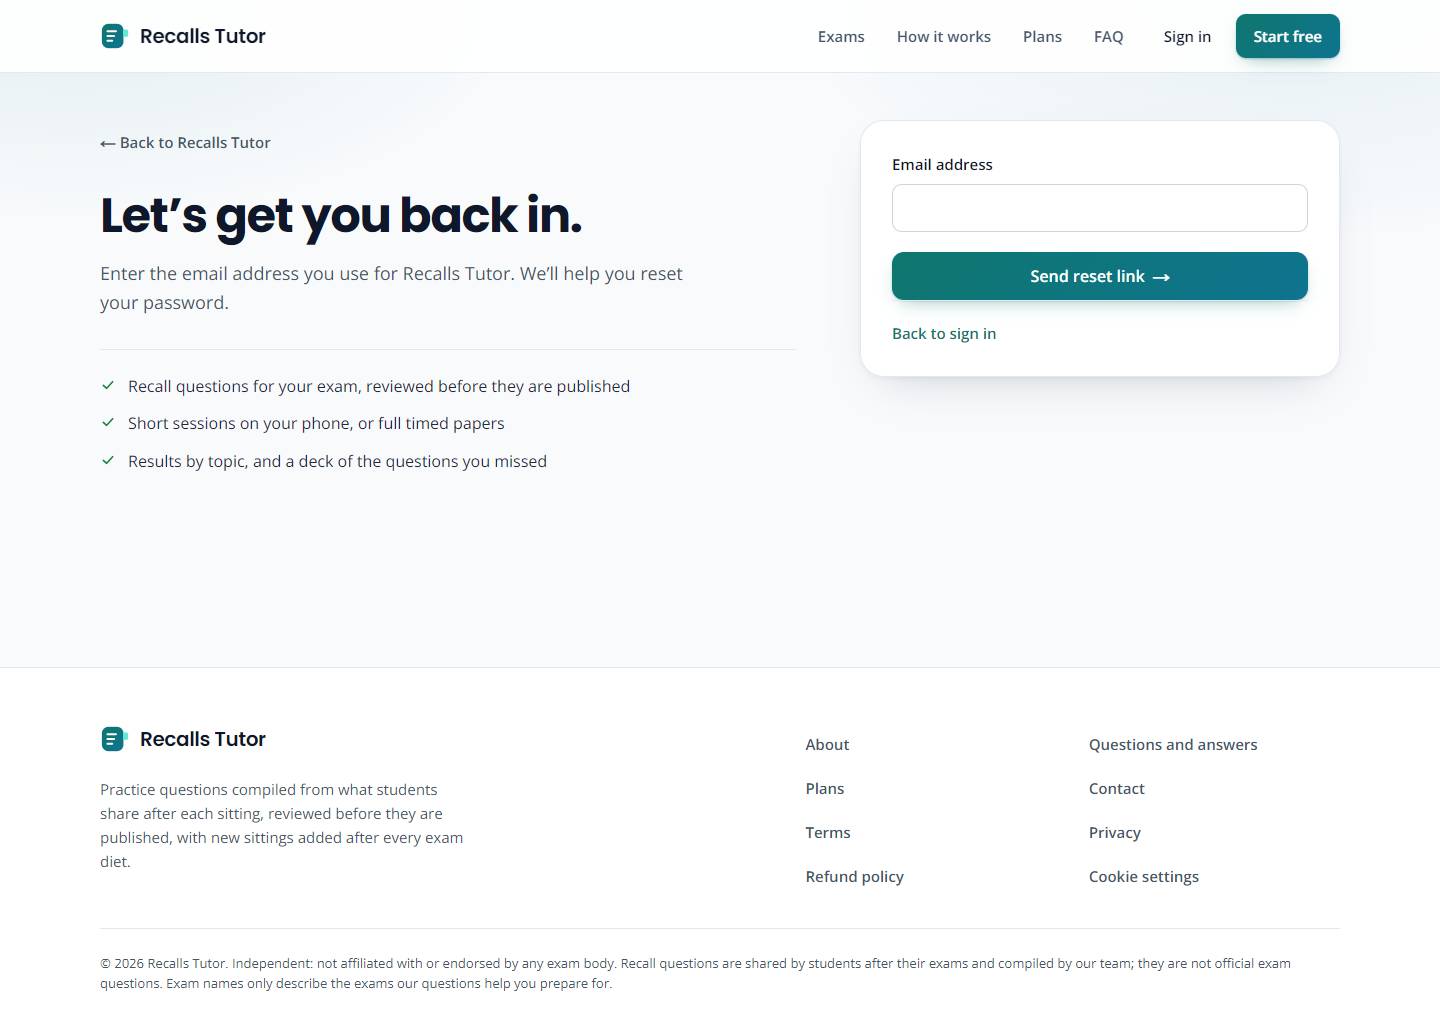 Recalls Tutor
Exams
How it works
Plans
FAQ
Sign in
Start free
← Back to Recalls Tutor
Let’s get you back in.
Enter the email address you use for Recalls Tutor. We’ll help you reset
your password.
Recall questions for your exam, reviewed before they are published
Short sessions on your phone, or full timed papers
Results by topic, and a deck of the questions you missed
Email address
Send reset link →
Back to sign in
Recalls Tutor
Practice questions compiled from what students
share after each sitting, reviewed before they are
published, with new sittings added after every exam
diet.
About
Questions and answers
Plans
Contact
Terms
Privacy
Refund policy
Cookie settings
© 2026 Recalls Tutor. Independent: not affiliated with or endorsed by any exam body. Recall questions are shared by students after their exams and compiled by our team; they are not official exam
questions. Exam names only describe the exams our questions help you prepare for.